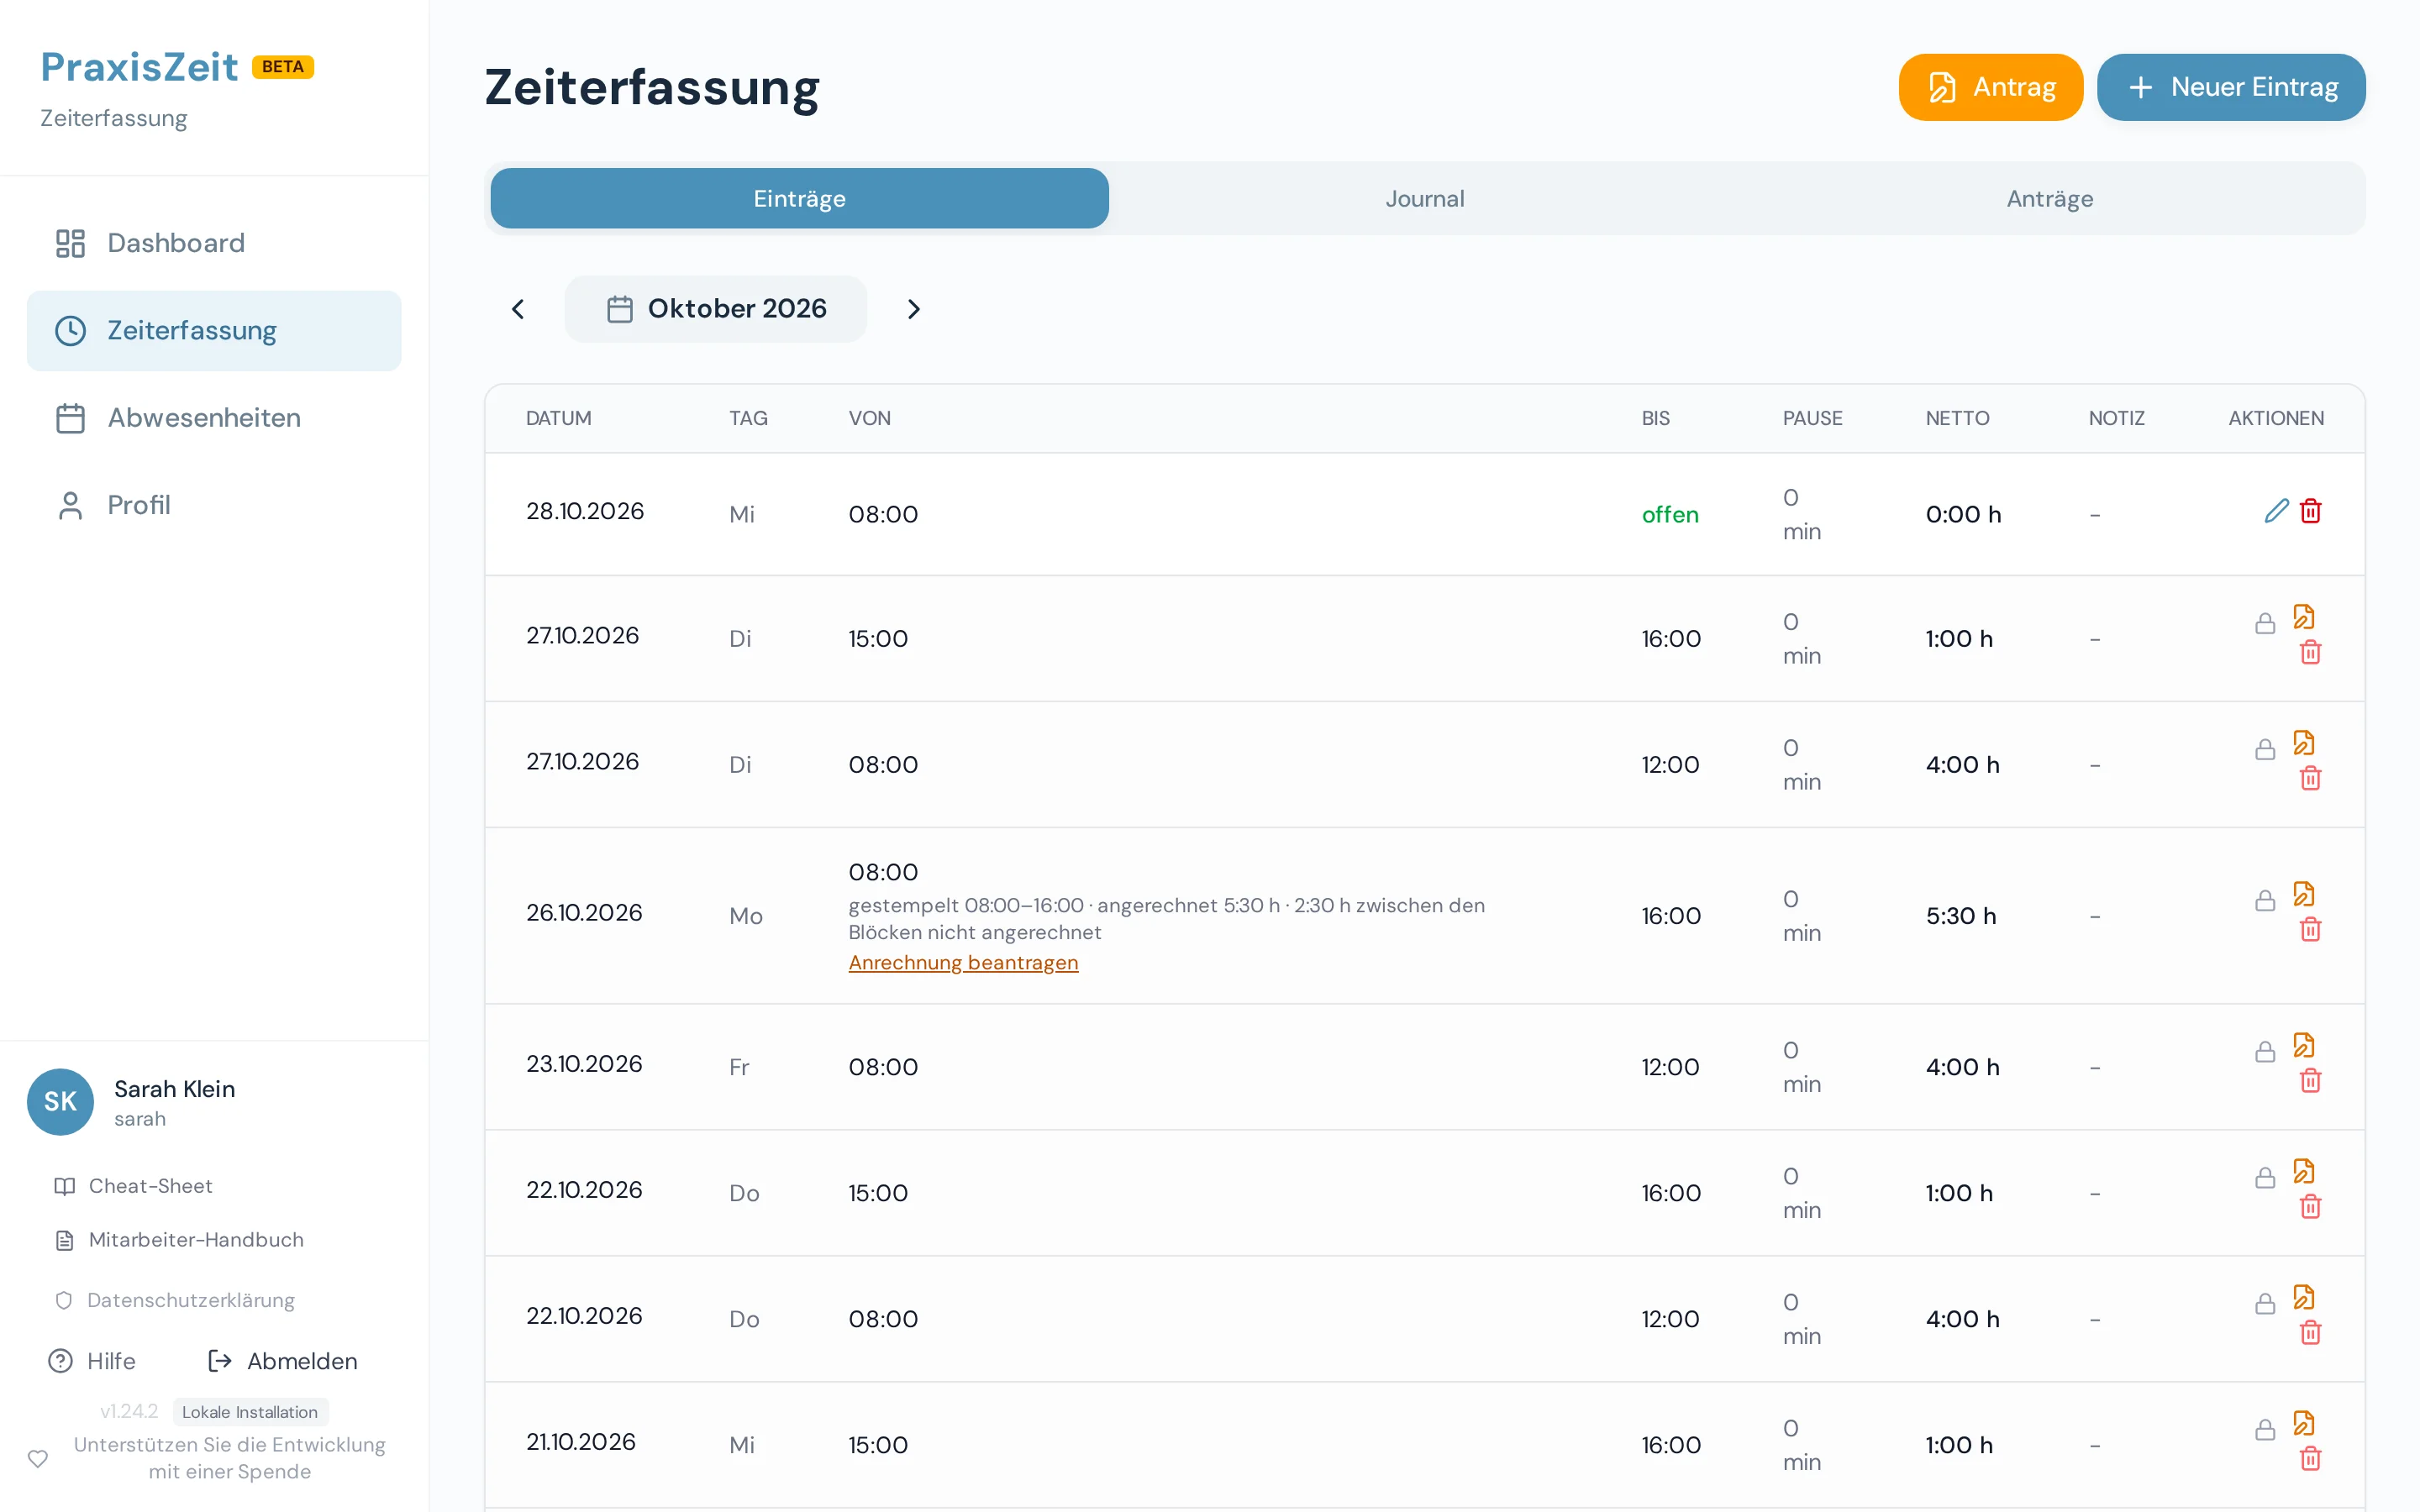 PraxisZeit BETA
Zeiterfassung
Dashboard
Zeiterfassung
Abwesenheiten
Profil
SK
Sarah Klein
sarah
Cheat-Sheet
Mitarbeiter-Handbuch
Datenschutzerklärung
Hilfe Abmelden
v1.24.2 Lokale Installation
Unterstützen Sie die Entwicklung
mit einer Spende
Zeiterfassung
Antrag
Neuer Eintrag
Einträge Journal Anträge
Oktober 2026
DATUM TAG VON BIS PAUSE NETTO NOTIZ AKTIONEN
28.10.2026 Mi 08:00 offen 0 min 0:00 h -
27.10.2026 Di 15:00 16:00 0 min 1:00 h -
27.10.2026 Di 08:00 12:00 0 min 4:00 h -
26.10.2026 Mo 08:00 16:00 0 min 5:30 h -
gestempelt 08:00–16:00 · angerechnet 5:30 h · 2:30 h zwischen den
Blöcken nicht angerechnet
Anrechnung beantragen
23.10.2026 Fr 08:00 12:00 0 min 4:00 h -
22.10.2026 Do 15:00 16:00 0 min 1:00 h -
22.10.2026 Do 08:00 12:00 0 min 4:00 h -
21.10.2026 Mi 15:00 16:00 0 min 1:00 h -